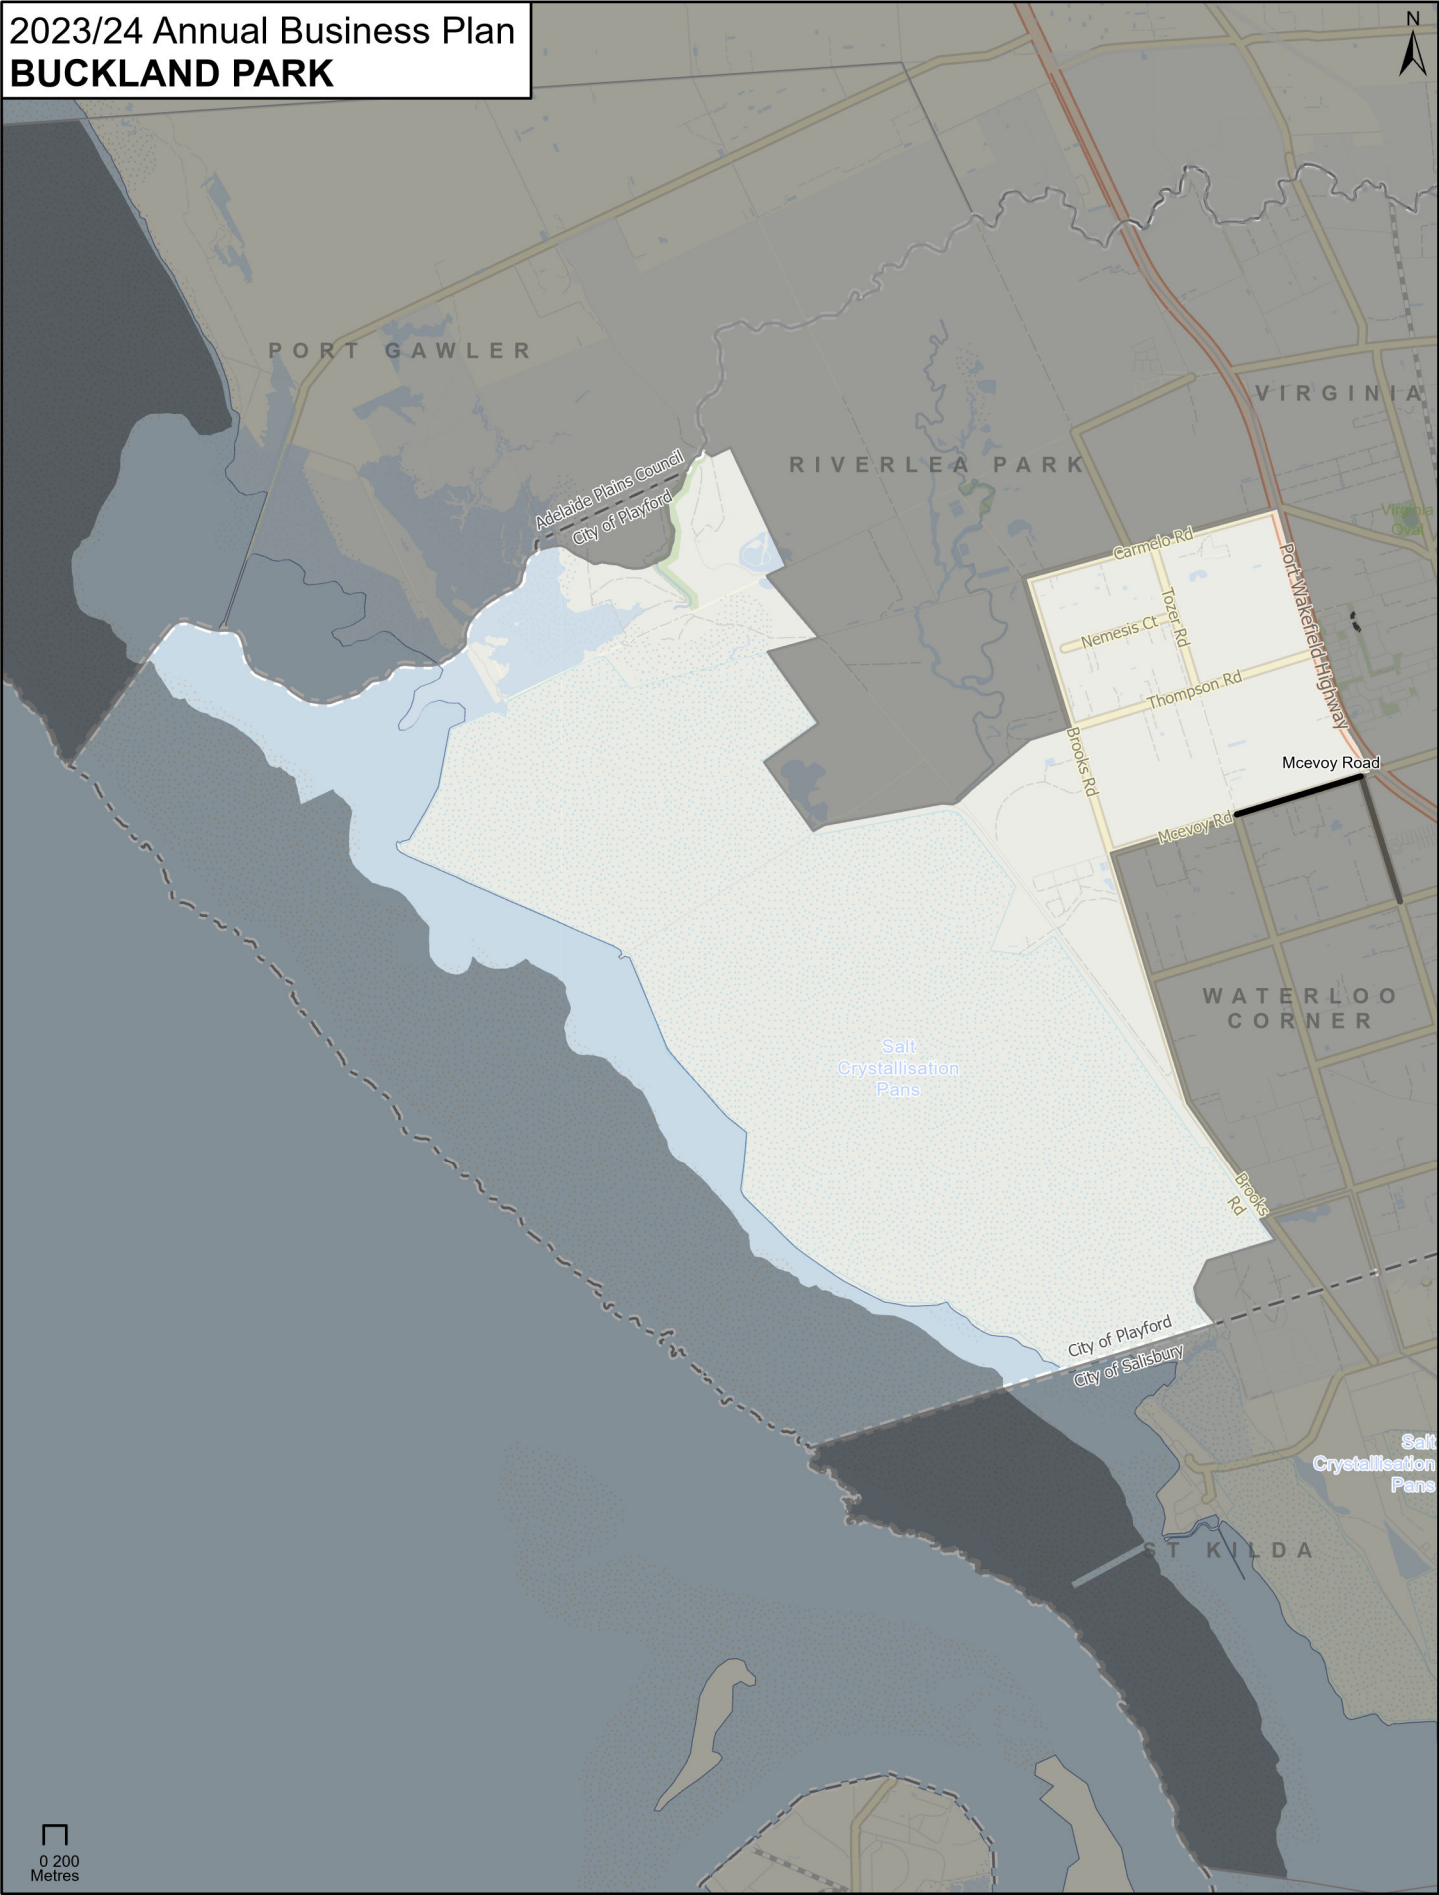 2023/24 Annual Business Plan
BUCKLAND PARK
N
PORT GAWLER
VIRGINIA
Adelaide Plains Council
City of Playford
RIVERLEA PARK
Virginia
Oval
Carmelo Rd
Port Wakefield Highway
Tozer Rd
Nemesis Ct
Thompson Rd
Brooks Rd
Mcevoy Road
Mcevoy Rd
WATERLOO
CORNER
Salt
Crystallisation
Pans
Brooks
Rd
City of Playford
City of Salisbury
Salt
Crystallisation
Pans
ST KILDA
0 200
Metres